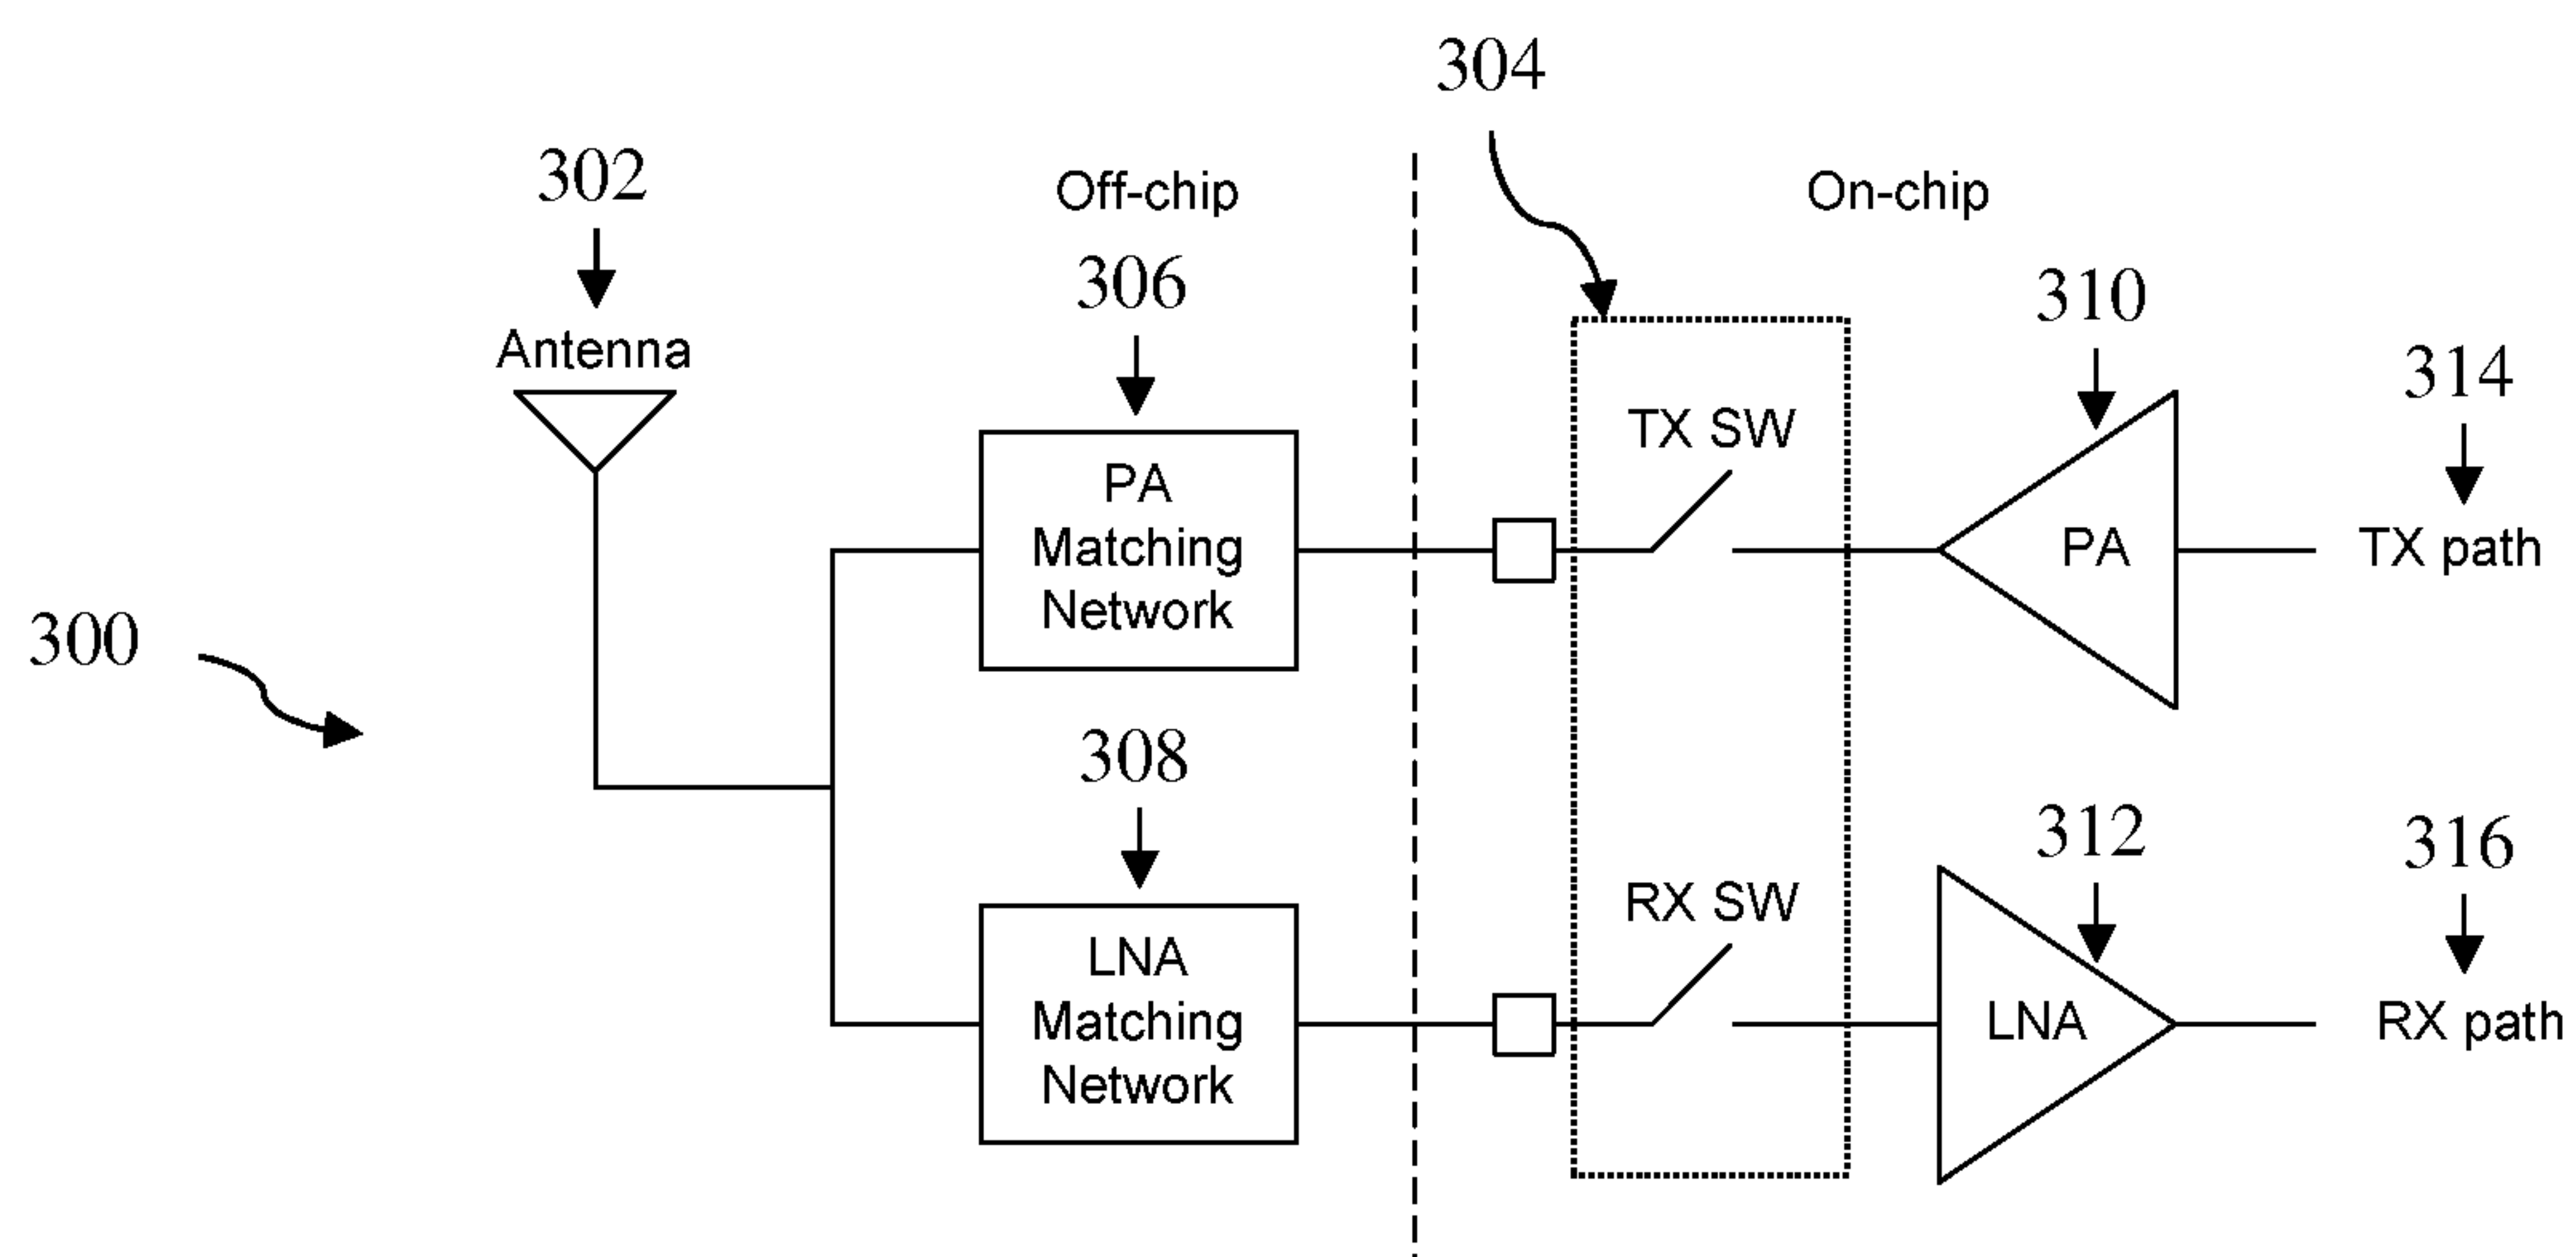 304
302
Off-chip
On-chip
306
310
Antenna
314
TX SW
PA
Matching
Network
PA
TX path
300
308
312
316
RX SW
LNA
Matching
Network
LNA
RX path